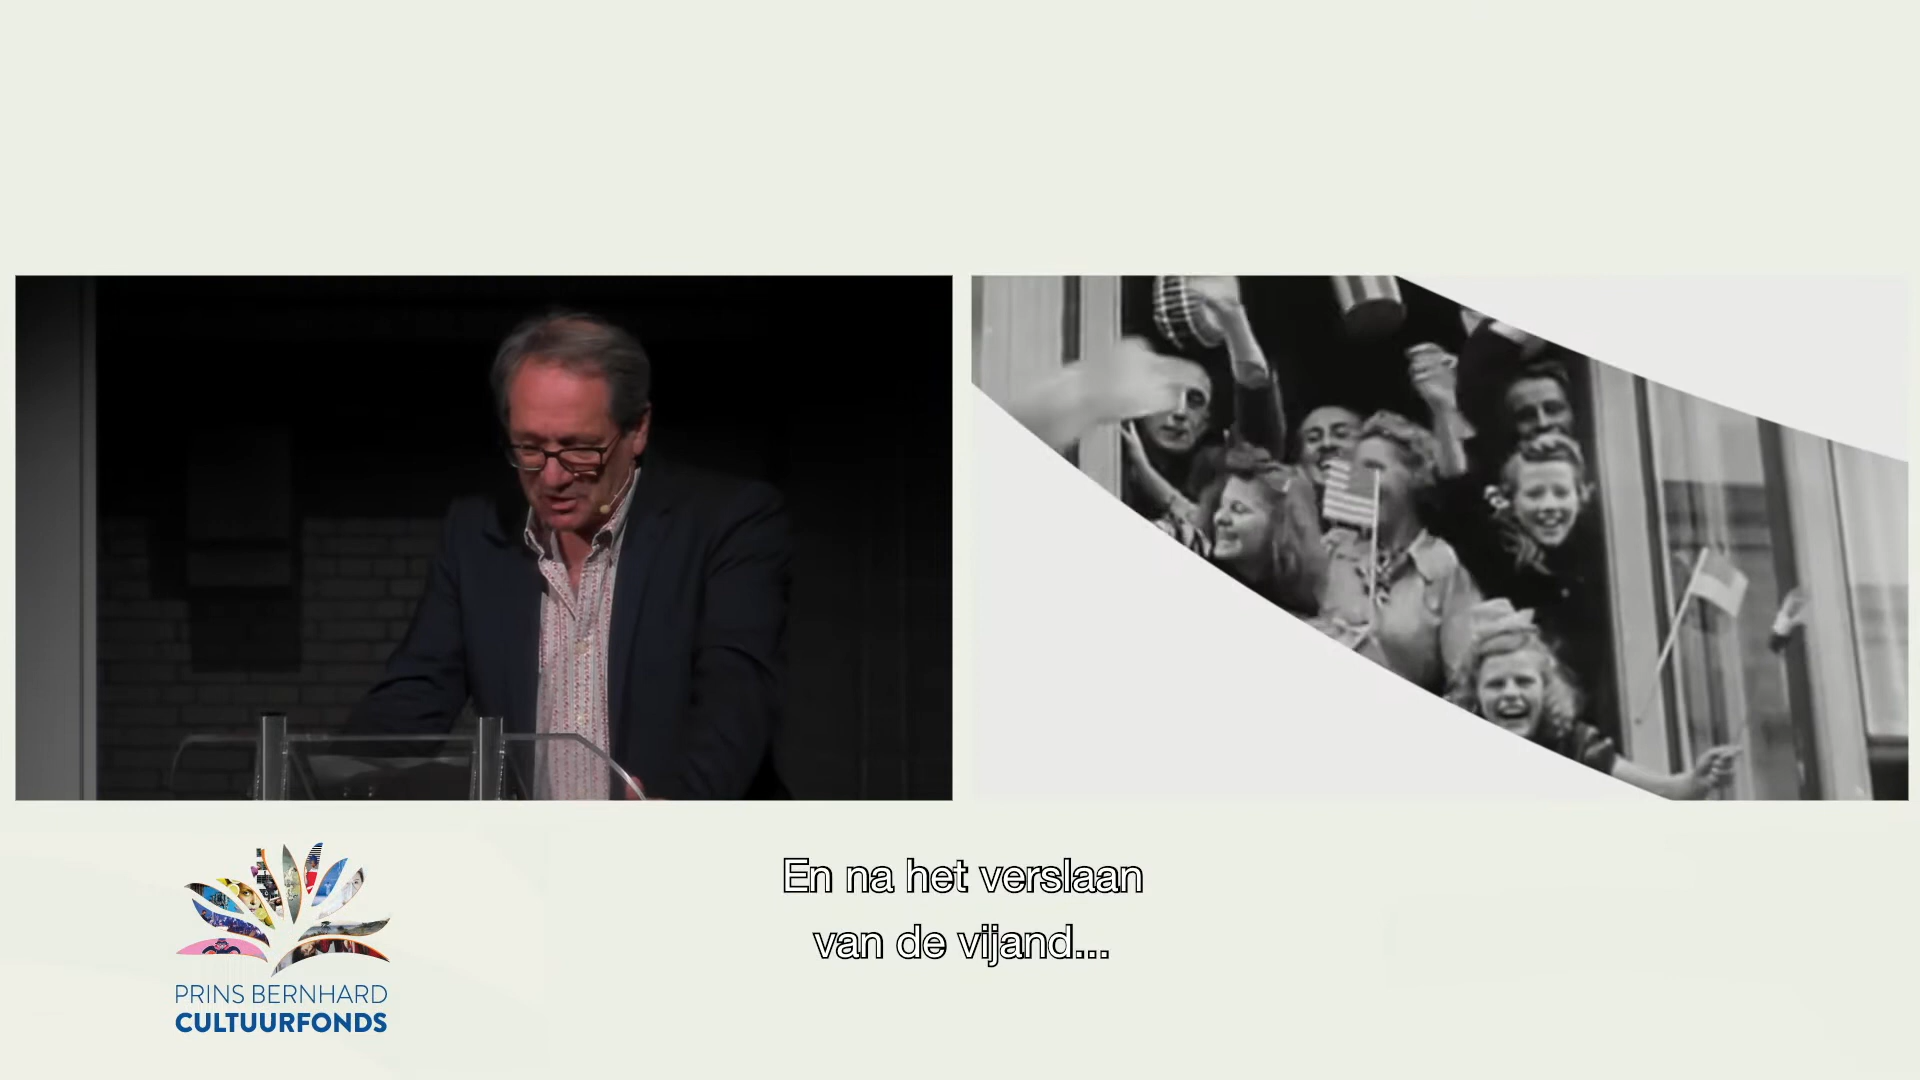 En na het verslaan
van de vijand...
PRINS BERNHARD
CULTUURFONDS